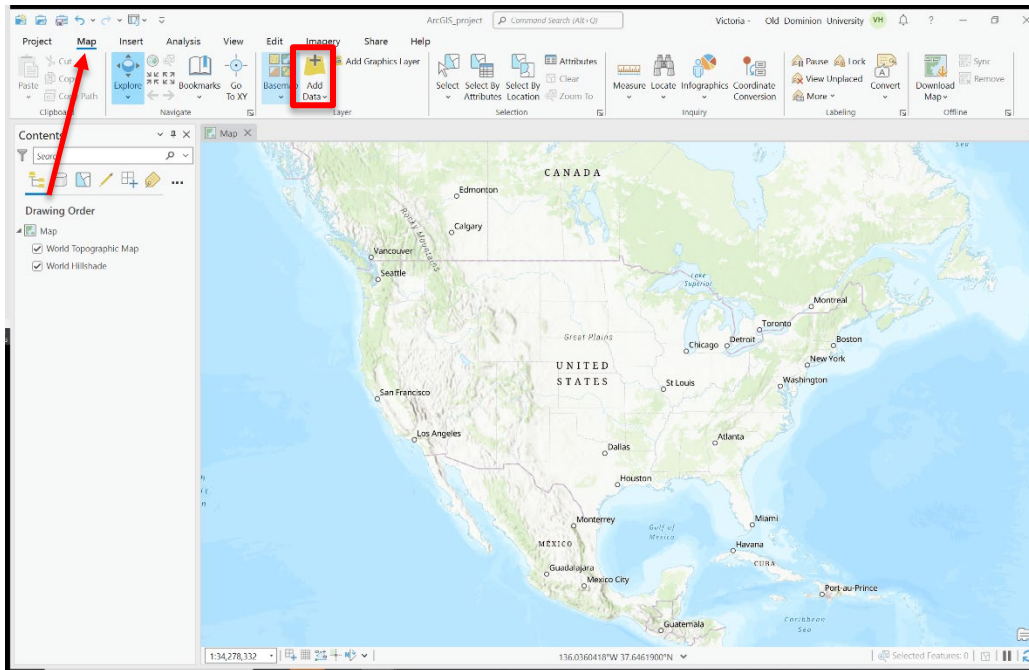 ArcGIS_project
Command Search (Alt+Q)
Victoria - Old Dominion University
VH
?
Project Map Insert Analysis View Edit Imagery Share Help
Paste
Cut
Copy
Copy Path
Clipboard
Explore
Bookmarks
Go
To XY
Navigate
Basemap
Add
Data
Add Graphics Layer
Layer
Select
Select By
Attributes
Select By
Location
Attributes
Clear
Zoom To
Selection
Measure
Locate
Infographics
Coordinate
Conversion
Inquiry
Pause
Lock
View Unplaced
More
Convert
Labeling
Download
Map
Sync
Remove
Offline
Contents
Search
Drawing Order
Map
World Topographic Map
World Hillshade
Map
CANADA
Edmonton
Calgary
Rocky Mountains
Vancouver
Seattle
Lake
Superior
Montreal
Toronto
Great Plains
Chicago
Detroit
Boston
New York
UNITED
STATES
St Louis
Washington
San Francisco
Los Angeles
Atlanta
Dallas
Houston
Monterrey
Gulf of
Mexico
Miami
MÉXICO
Havana
CUBA
Guadalajara
Mexico City
Port-au-Prince
Guatemala
Caribbean
Sea
1:34,278,332
136.0360418°W 37.6461900°N
Selected Features: 0